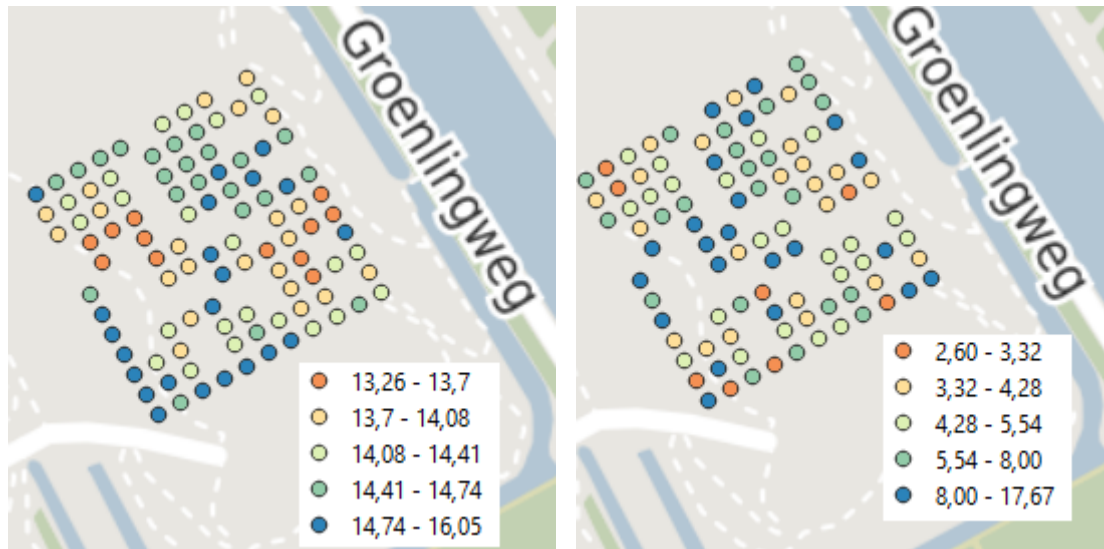 Groenlingweg
13,26 - 13,7
13,7 - 14,08
14,08 - 14,41
14,41 - 14,74
14,74 - 16,05
Groenlingweg
2,60 - 3,32
3,32 - 4,28
4,28 - 5,54
5,54 - 8,00
8,00 - 17,67